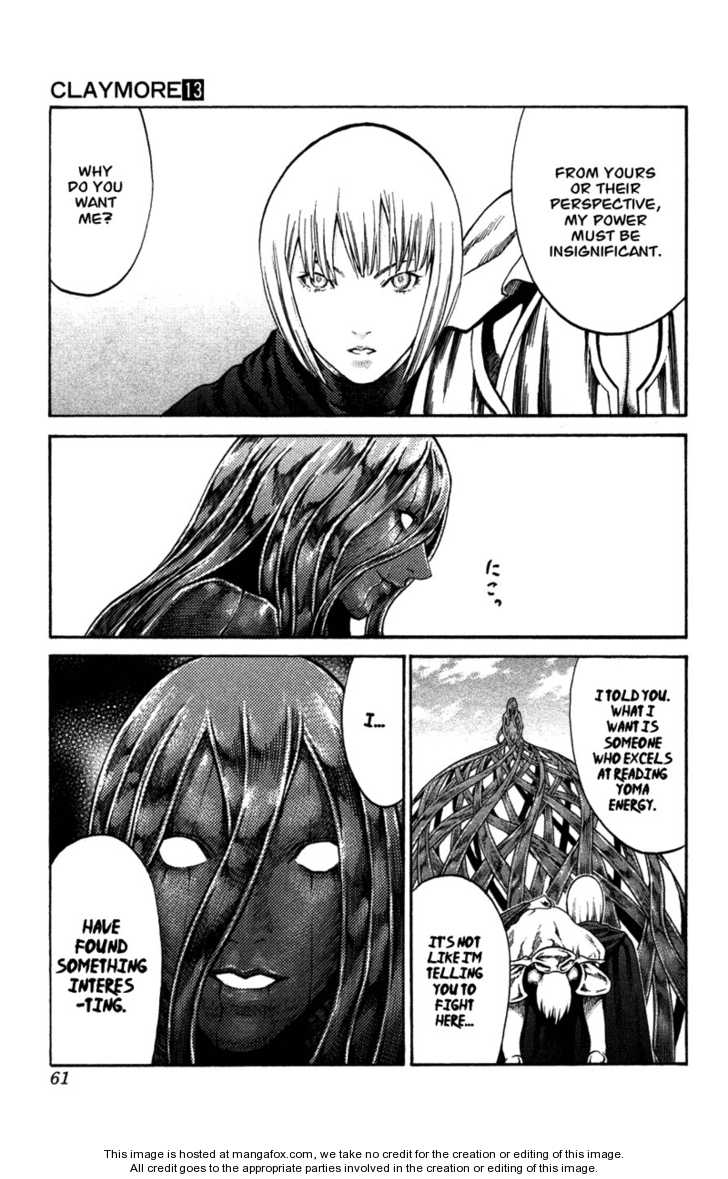 CLAYMORE 13
FROM YOURS
OR THEIR
PERSPECTIVE,
MY POWER
MUST BE
INSIGNIFICANT.
WHY
DO YOU
WANT
ME?
にこっ
I TOLD YOU.
WHAT I
WANT IS
SOMEONE
WHO EXCELS
AT READING
YOMA
ENERGY.
IT'S NOT
LIKE I'M
TELLING
YOU TO
FIGHT
HERE...
I...
HAVE
FOUND
SOMETHING
INTERES
-TING.
61
This image is hosted at mangafox.com, we take no credit for the creation or editing of this image.
All credit goes to the appropriate parties involved in the creation or editing of this image.